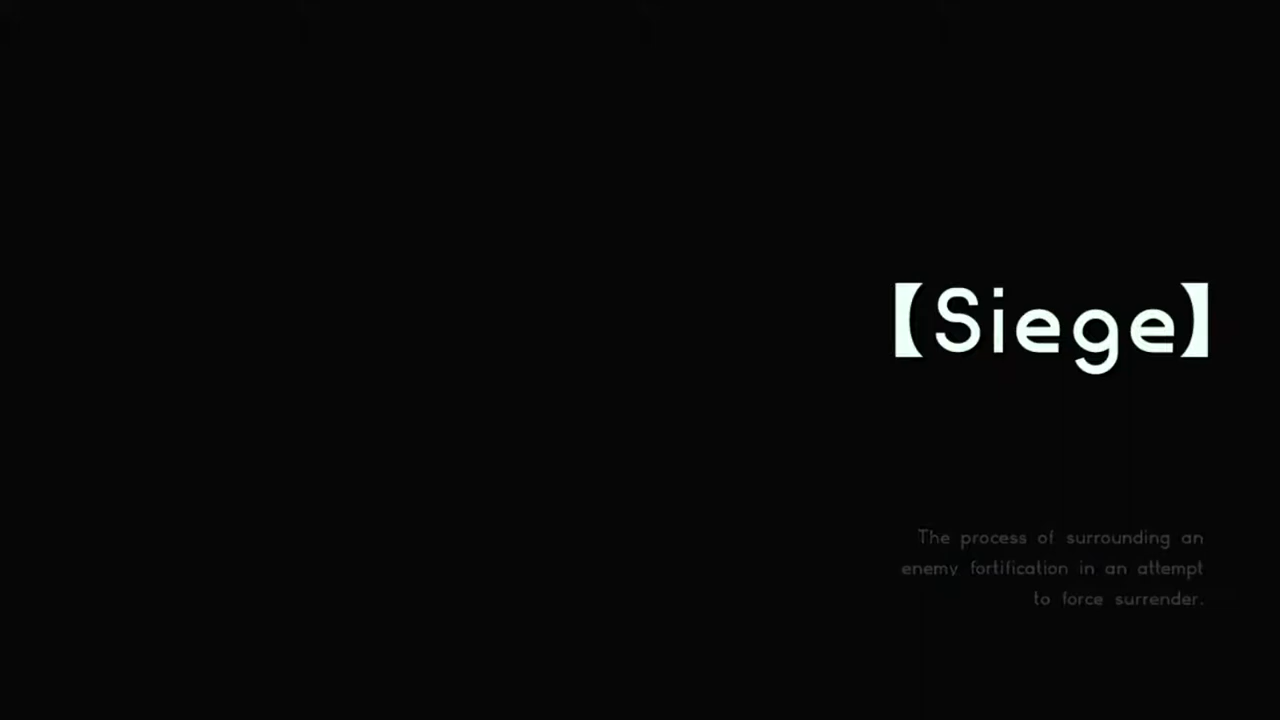 【Siege】
The process of surrounding an
enemy fortification in an attempt
to force surrender.